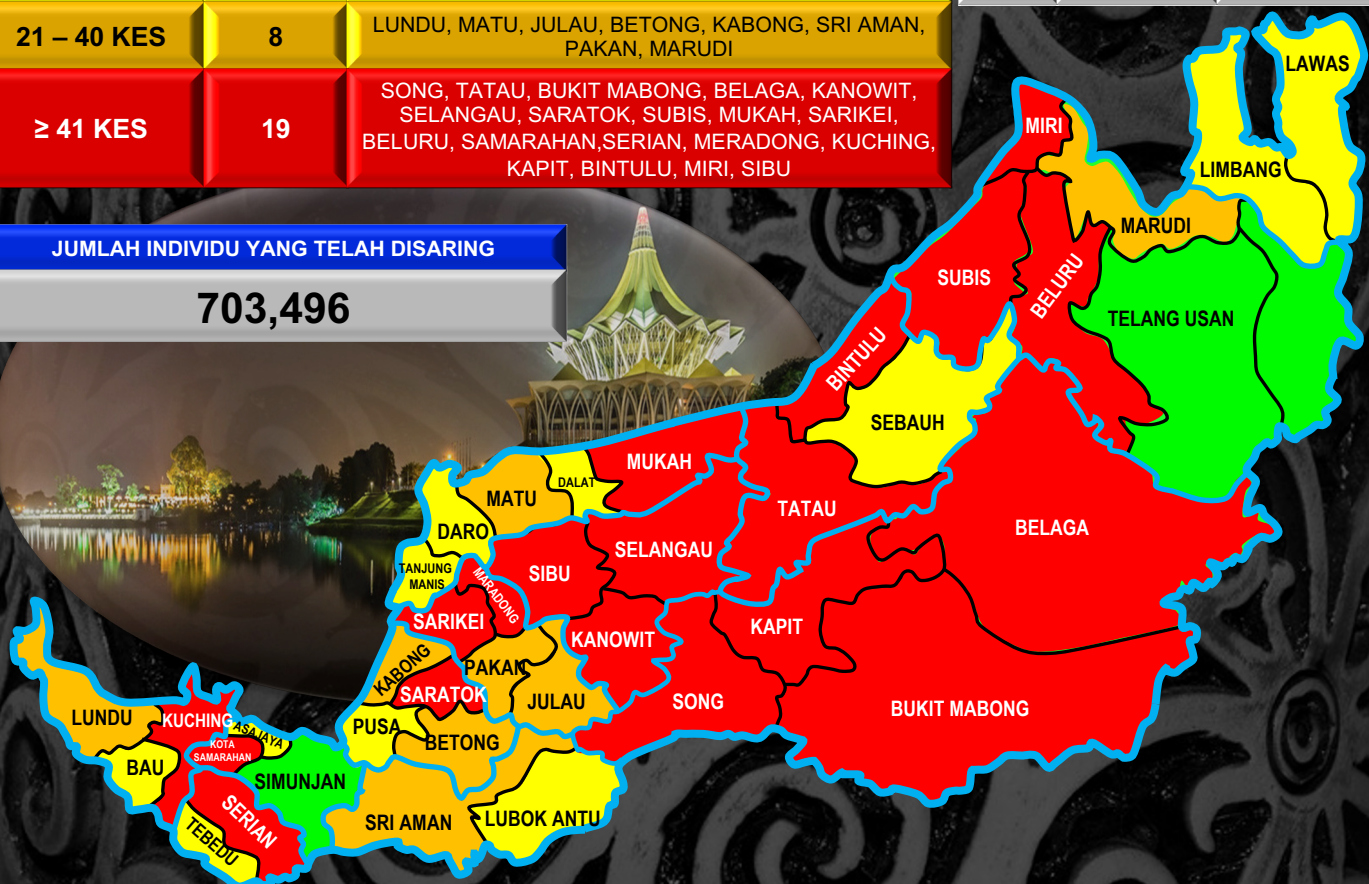 21 – 40 KES
8
LUNDU, MATU, JULAU, BETONG, KABONG, SRI AMAN,
PAKAN, MARUDI
≥ 41 KES
19
SONG, TATAU, BUKIT MABONG, BELAGA, KANOWIT,
SELANGAU, SARATOK, SUBIS, MUKAH, SARIKEI,
BELURU, SAMARAHAN,SERIAN, MERADONG, KUCHING,
KAPIT, BINTULU, MIRI, SIBU
JUMLAH INDIVIDU YANG TELAH DISARING
703,496
LAWAS
MIRI
LIMBANG
MARUDI
SUBIS
BELURU
TELANG USAN
BINTULU
SEBAUH
MUKAH
DALAT
MATU
TATAU
BELAGA
DARO
SELANGAU
TANJUNG
MANIS
MARADONG
SIBU
SARIKEI
KAPIT
KANOWIT
KABONG
PAKAN
SARATOK
JULAU
SONG
BUKIT MABONG
LUNDU
KUCHING
ASAJAYA
PUSA
BETONG
KOTA
SAMARAHAN
BAU
SIMUNJAN
SERIAN
SRI AMAN
LUBOK ANTU
TEBEDU